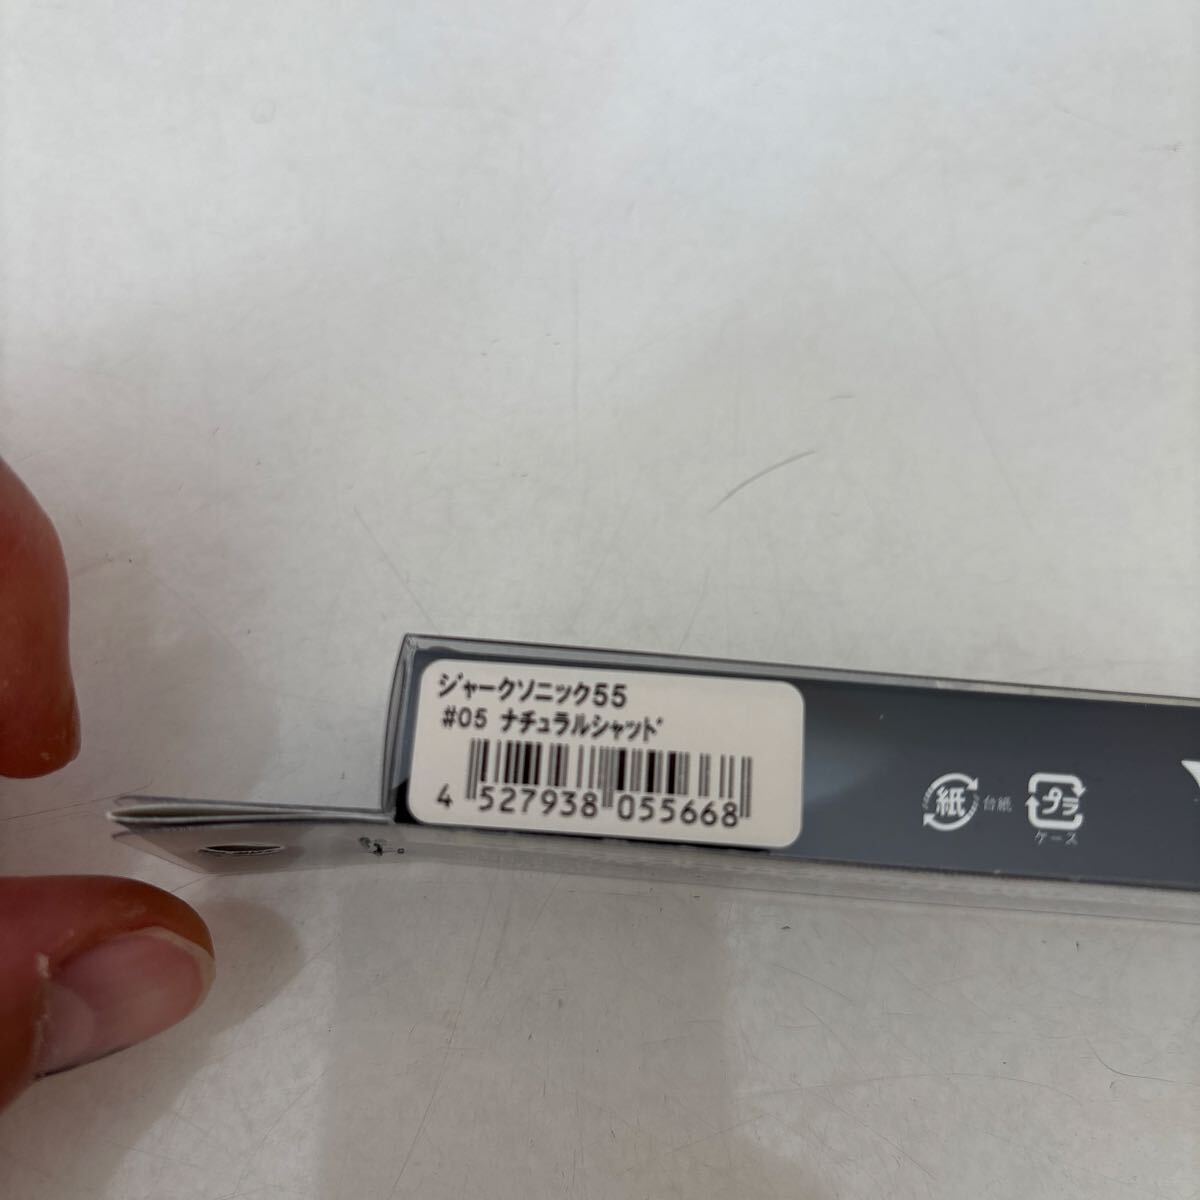 ジャークソニック55
#05 ナチュラルシャッド
4 527938 055668
紙 台紙
プラ
ケース